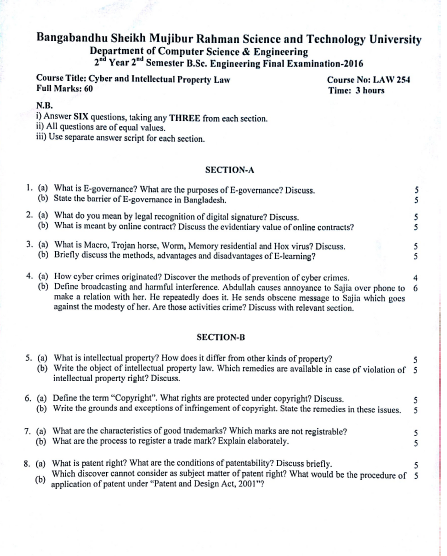 Bangabandhu Sheikh Mujibur Rahman Science and Technology University
Department of Computer Science & Engineering
2nd Year 2nd Semester B.Sc. Engineering Final Examination-2016
Course Title: Cyber and Intellectual Property Law Course No: LAW 254
Full Marks: 60 Time: 3 hours
N.B.
i) Answer SIX questions, taking any THREE from each section.
ii) All questions are of equal values.
iii) Use separate answer script for each section.
SECTION-A
1. (a) What is E-governance? What are the purposes of E-governance? Discuss. 5
(b) State the barrier of E-governance in Bangladesh. 5
2. (a) What do you mean by legal recognition of digital signature? Discuss. 5
(b) What is meant by online contract? Discuss the evidentiary value of online contracts? 5
3. (a) What is Macro, Trojan horse, Worm, Memory residential and Hox virus? Discuss. 5
(b) Briefly discuss the methods, advantages and disadvantages of E-learning? 5
4. (a) How cyber crimes originated? Discover the methods of prevention of cyber crimes. 4
(b) Define broadcasting and harmful interference. Abdullah causes annoyance to Sajia over phone to 6
make a relation with her. He repeatedly does it. He sends obscene message to Sajia which goes
against the modesty of her. Are those activities crime? Discuss with relevant section.
SECTION-B
5. (a) What is intellectual property? How does it differ from other kinds of property? 5
(b) Write the object of intellectual property law. Which remedies are available in case of violation of 5
intellectual property right? Discuss.
6. (a) Define the term “Copyright”. What rights are protected under copyright? Discuss. 5
(b) Write the grounds and exceptions of infringement of copyright. State the remedies in these issues. 5
7. (a) What are the characteristics of good trademarks? Which marks are not registrable? 5
(b) What are the process to register a trade mark? Explain elaborately. 5
8. (a) What is patent right? What are the conditions of patentability? Discuss briefly. 5
(b) Which discover cannot consider as subject matter of patent right? What would be the procedure of 5
application of patent under “Patent and Design Act, 2001”?